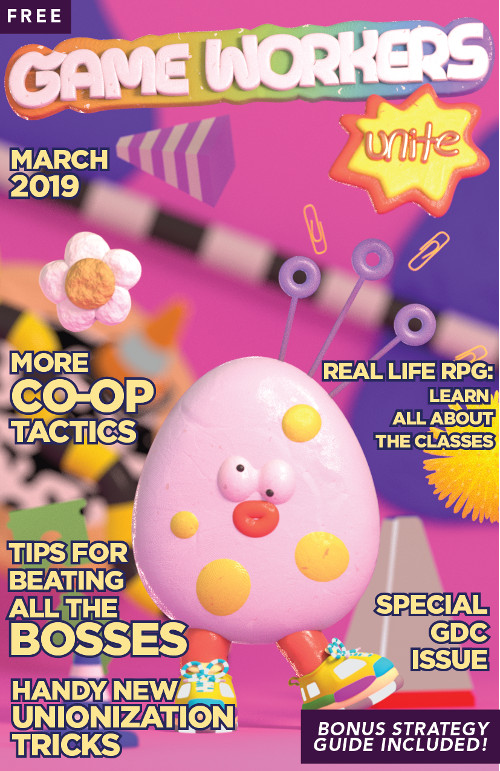 FREE
GAME WORKERS
unite
MARCH
2019
MORE
CO-OP
TACTICS
REAL LIFE RPG:
LEARN
ALL ABOUT
THE CLASSES
TIPS FOR
BEATING
ALL THE
BOSSES
SPECIAL
GDC
ISSUE
HANDY NEW
UNIONIZATION
TRICKS
BONUS STRATEGY
GUIDE INCLUDED!